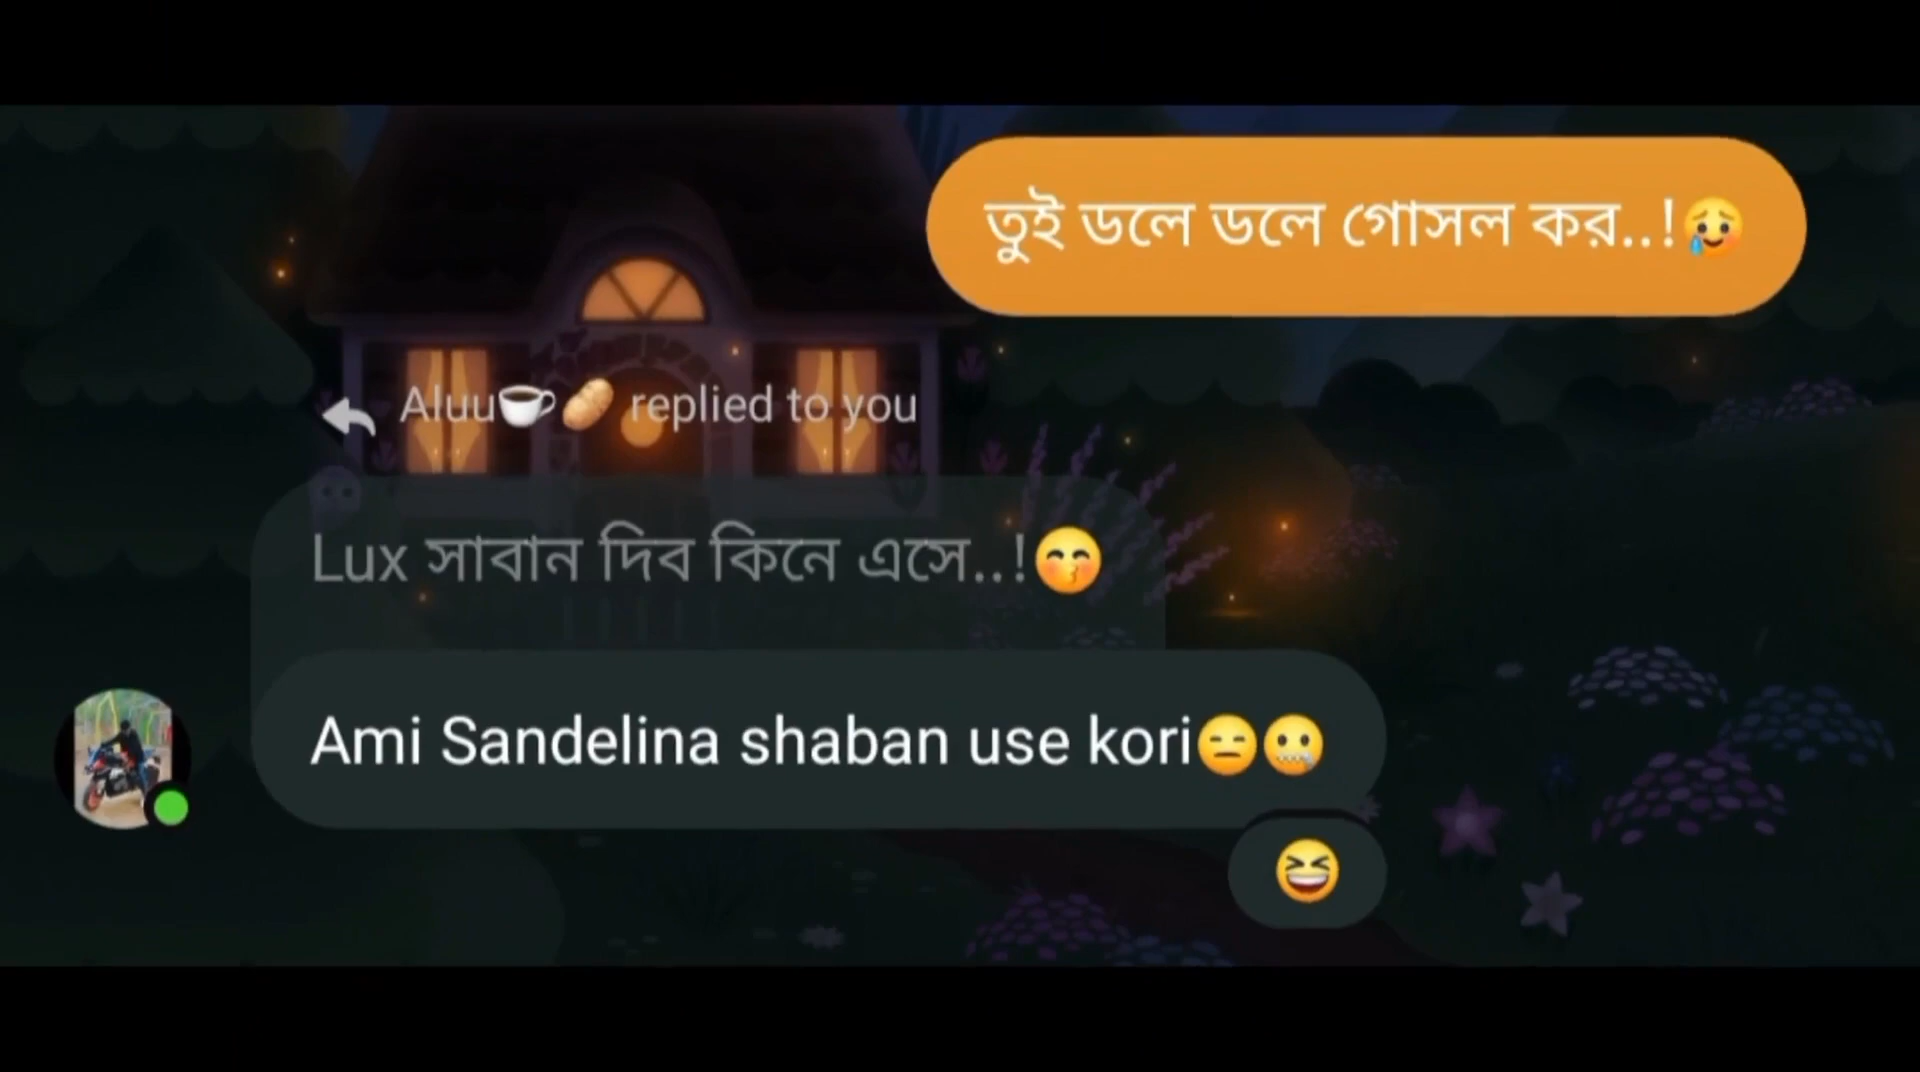 তুই ডলে ডলে গোসল কর..!🥲
Aluu☕🥔 replied to you
Lux সাবান দিব কিনে এসে..!😙
Ami Sandelina shaban use kori😑🤐
😆